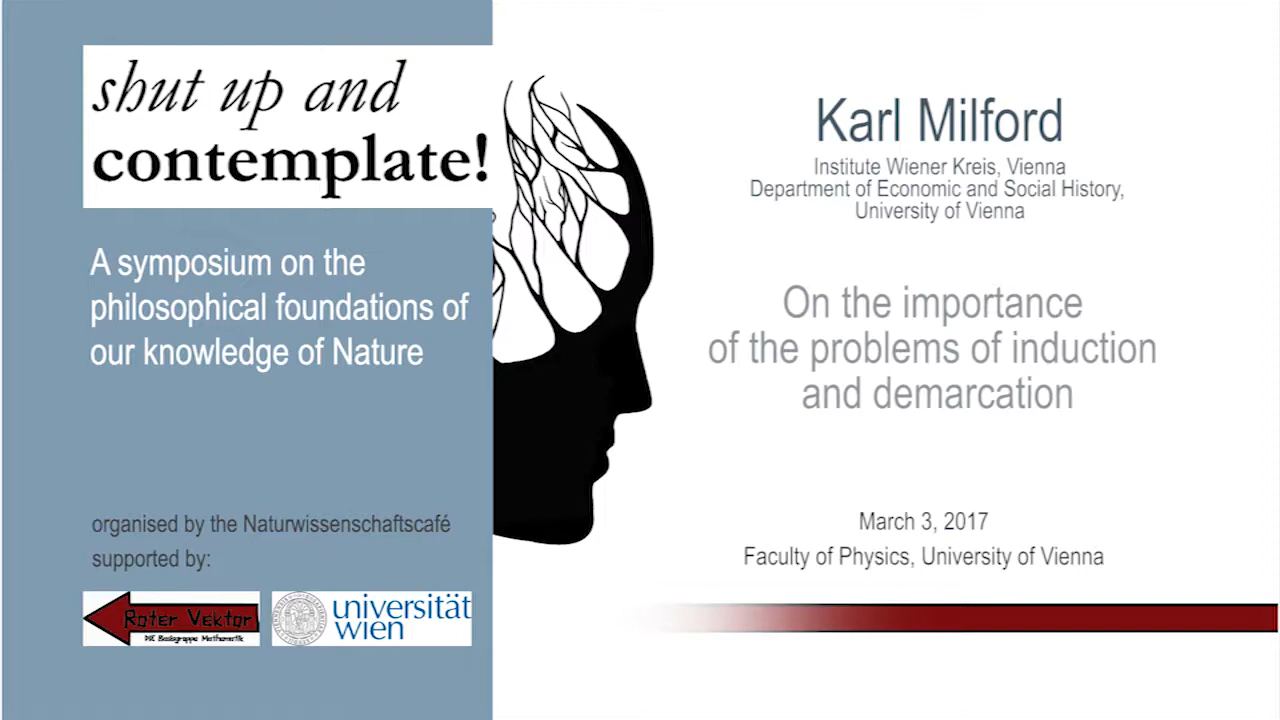 shut up and
contemplate!
A symposium on the
philosophical foundations of
our knowledge of Nature
organised by the Naturwissenschaftscafé
supported by:
Roter Vektor
DIE Basisgruppe Mathematik
universität
wien
Karl Milford
Institute Wiener Kreis, Vienna
Department of Economic and Social History,
University of Vienna
On the importance
of the problems of induction
and demarcation
March 3, 2017
Faculty of Physics, University of Vienna